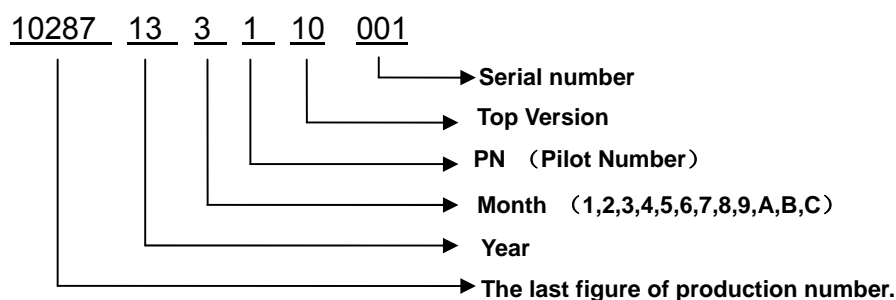 10287 13 3 1 10 001
Serial number
Top Version
PN （Pilot Number）
Month （1,2,3,4,5,6,7,8,9,A,B,C）
Year
The last figure of production number.